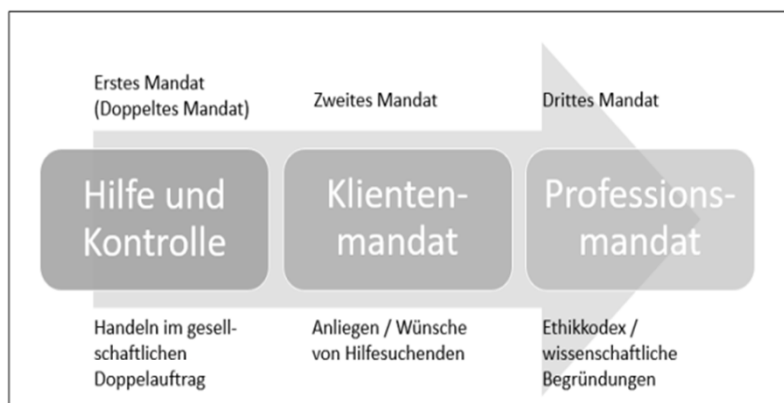 Erstes Mandat
(Doppeltes Mandat)
Zweites Mandat
Drittes Mandat
Hilfe und
Kontrolle
Klienten-
mandat
Professions-
mandat
Handeln im gesell-
schaftlichen
Doppelauftrag
Anliegen / Wünsche
von Hilfesuchenden
Ethikkodex /
wissenschaftliche
Begründungen